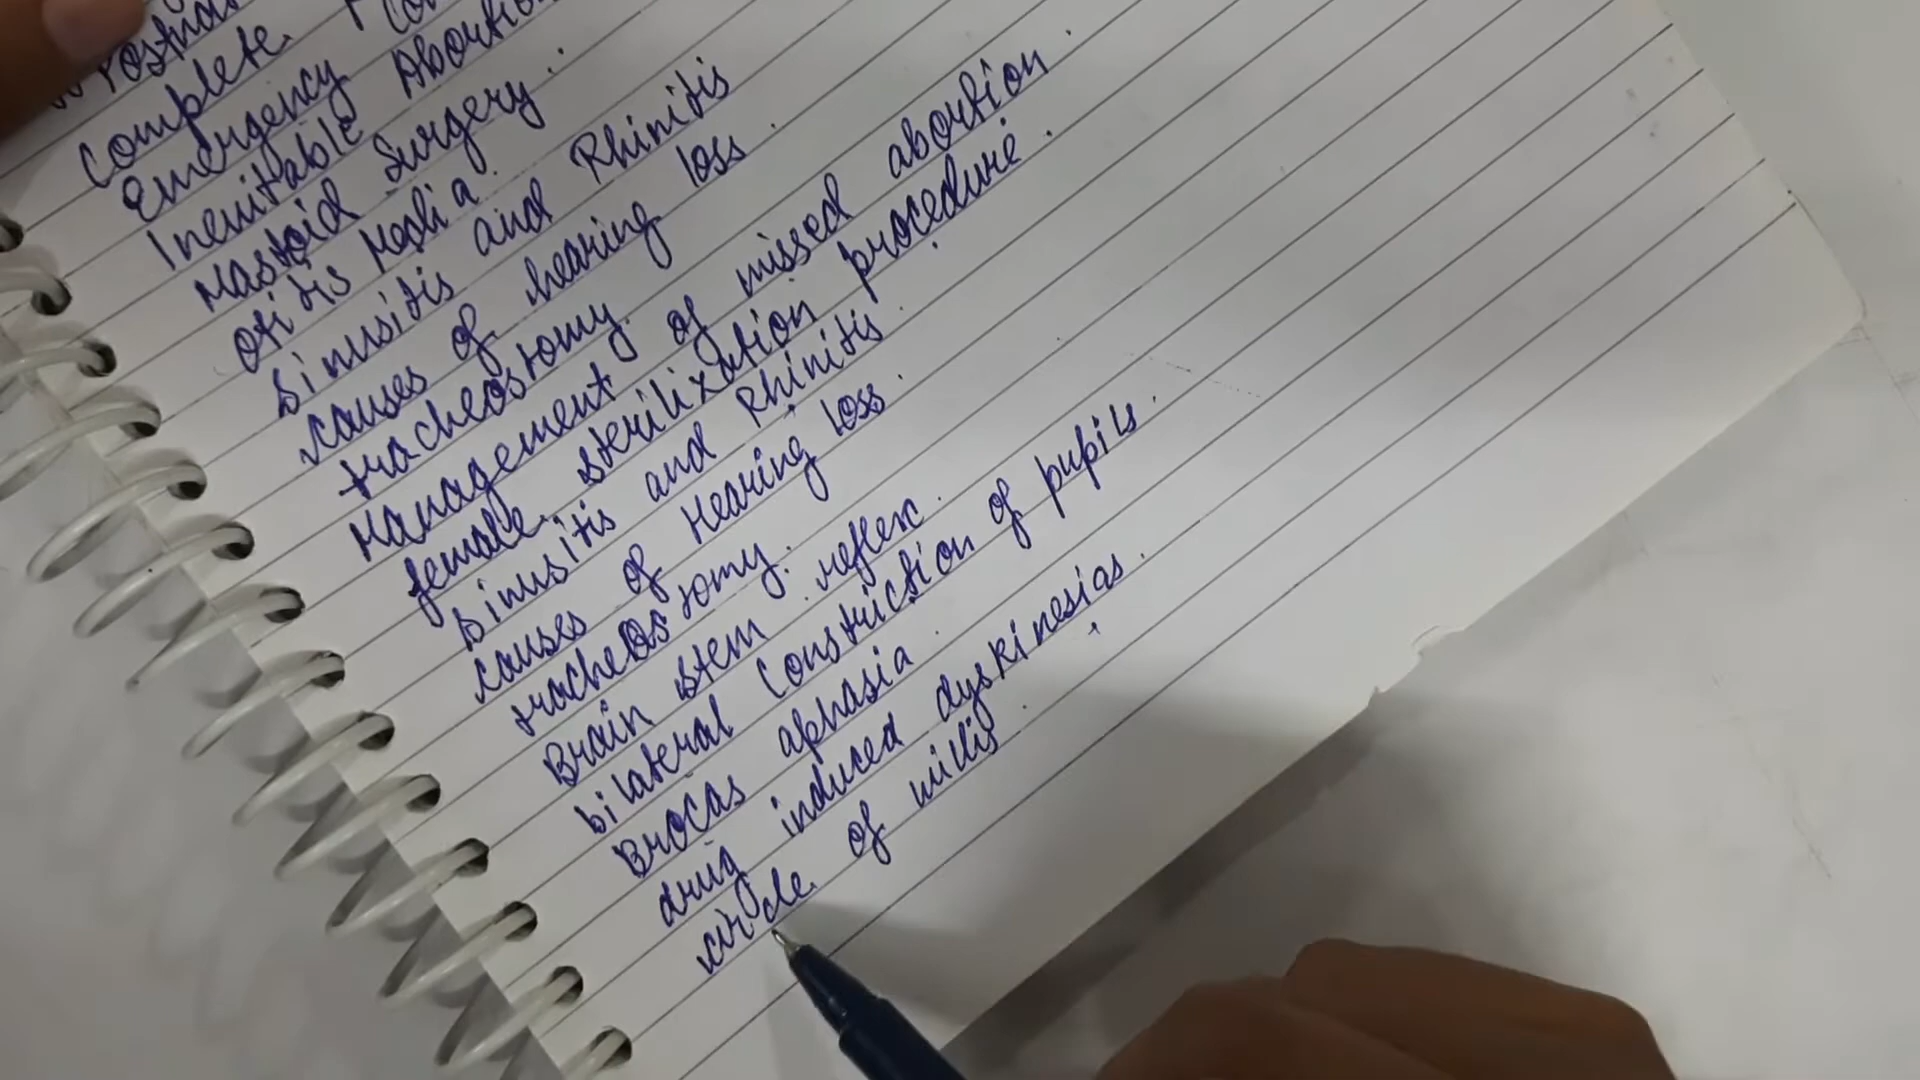 complete
Emergency
Inevitable Abortion
Mastoid Surgery.
Otitis Media.
Sinusitis and Rhinitis
causes of hearing loss.
tracheostomy.
Management of missed abortion.
female sterilization procedure.
Sinusitis and Rhinitis.
causes of Hearing loss.
tracheostomy.
Brain stem reflex.
bilateral constriction of pupils.
Brocas aphasia.
drug induced dyskinesias.
circle of willis.